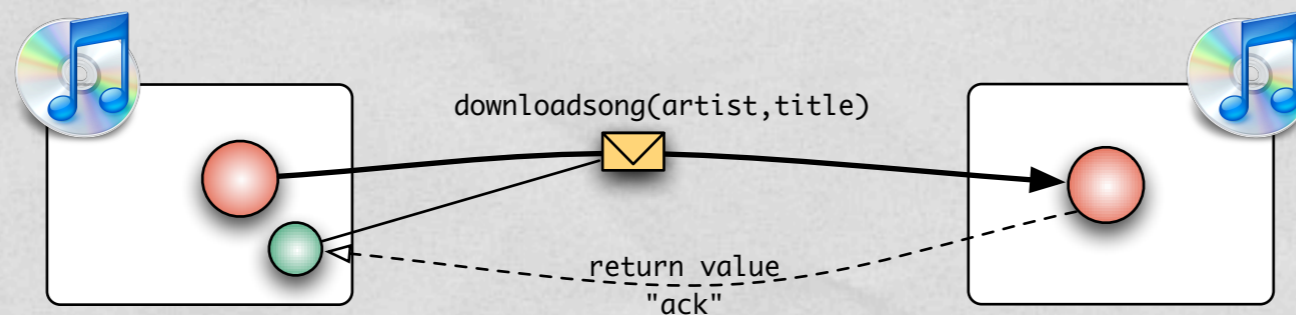 downloadsong(artist,title)
return value
"ack"